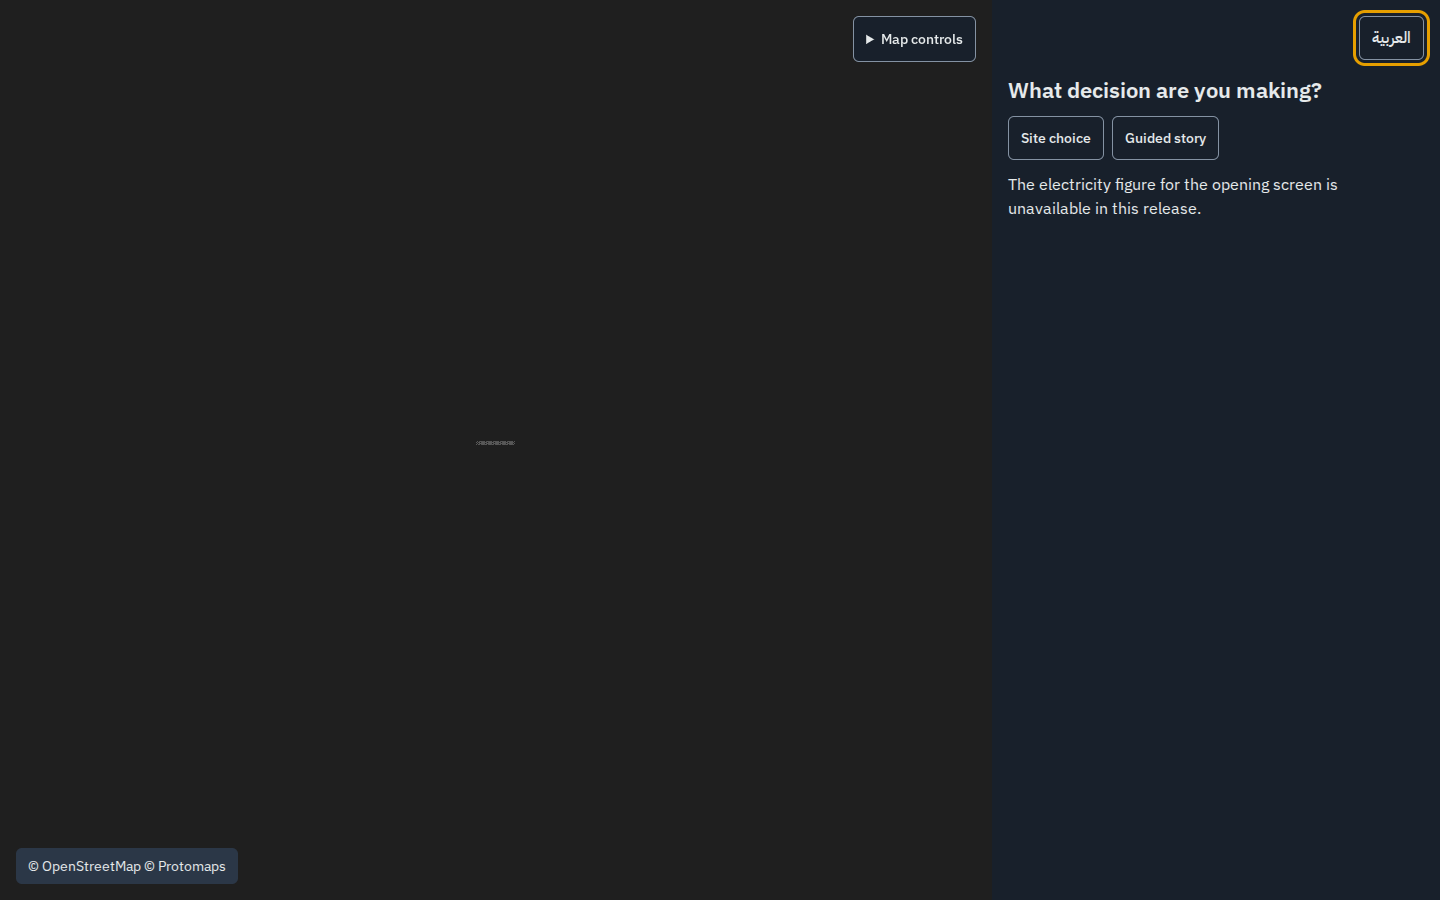 Map controls
العربية
What decision are you making?
Site choice
Guided story
The electricity figure for the opening screen is
unavailable in this release.
© OpenStreetMap © Protomaps